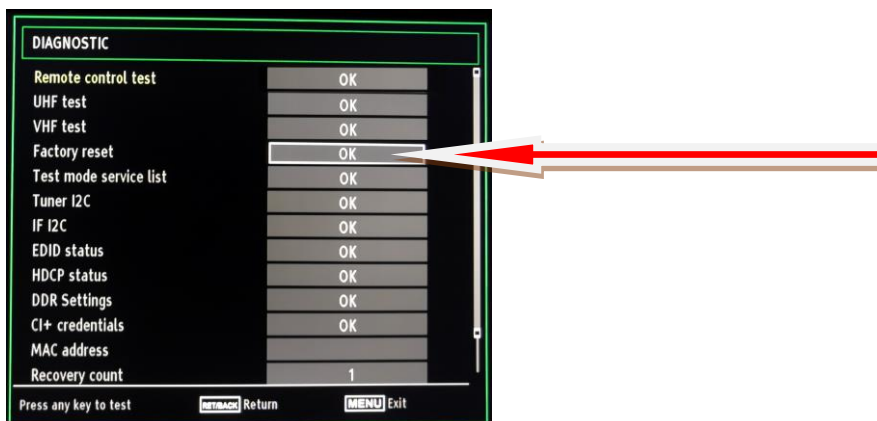 DIAGNOSTIC
Remote control test OK
UHF test OK
VHF test OK
Factory reset OK
Test mode service list OK
Tuner I2C OK
IF I2C OK
EDID status OK
HDCP status OK
DDR Settings OK
CI+ credentials OK
MAC address
Recovery count 1
Press any key to test RET/BACK Return MENU Exit